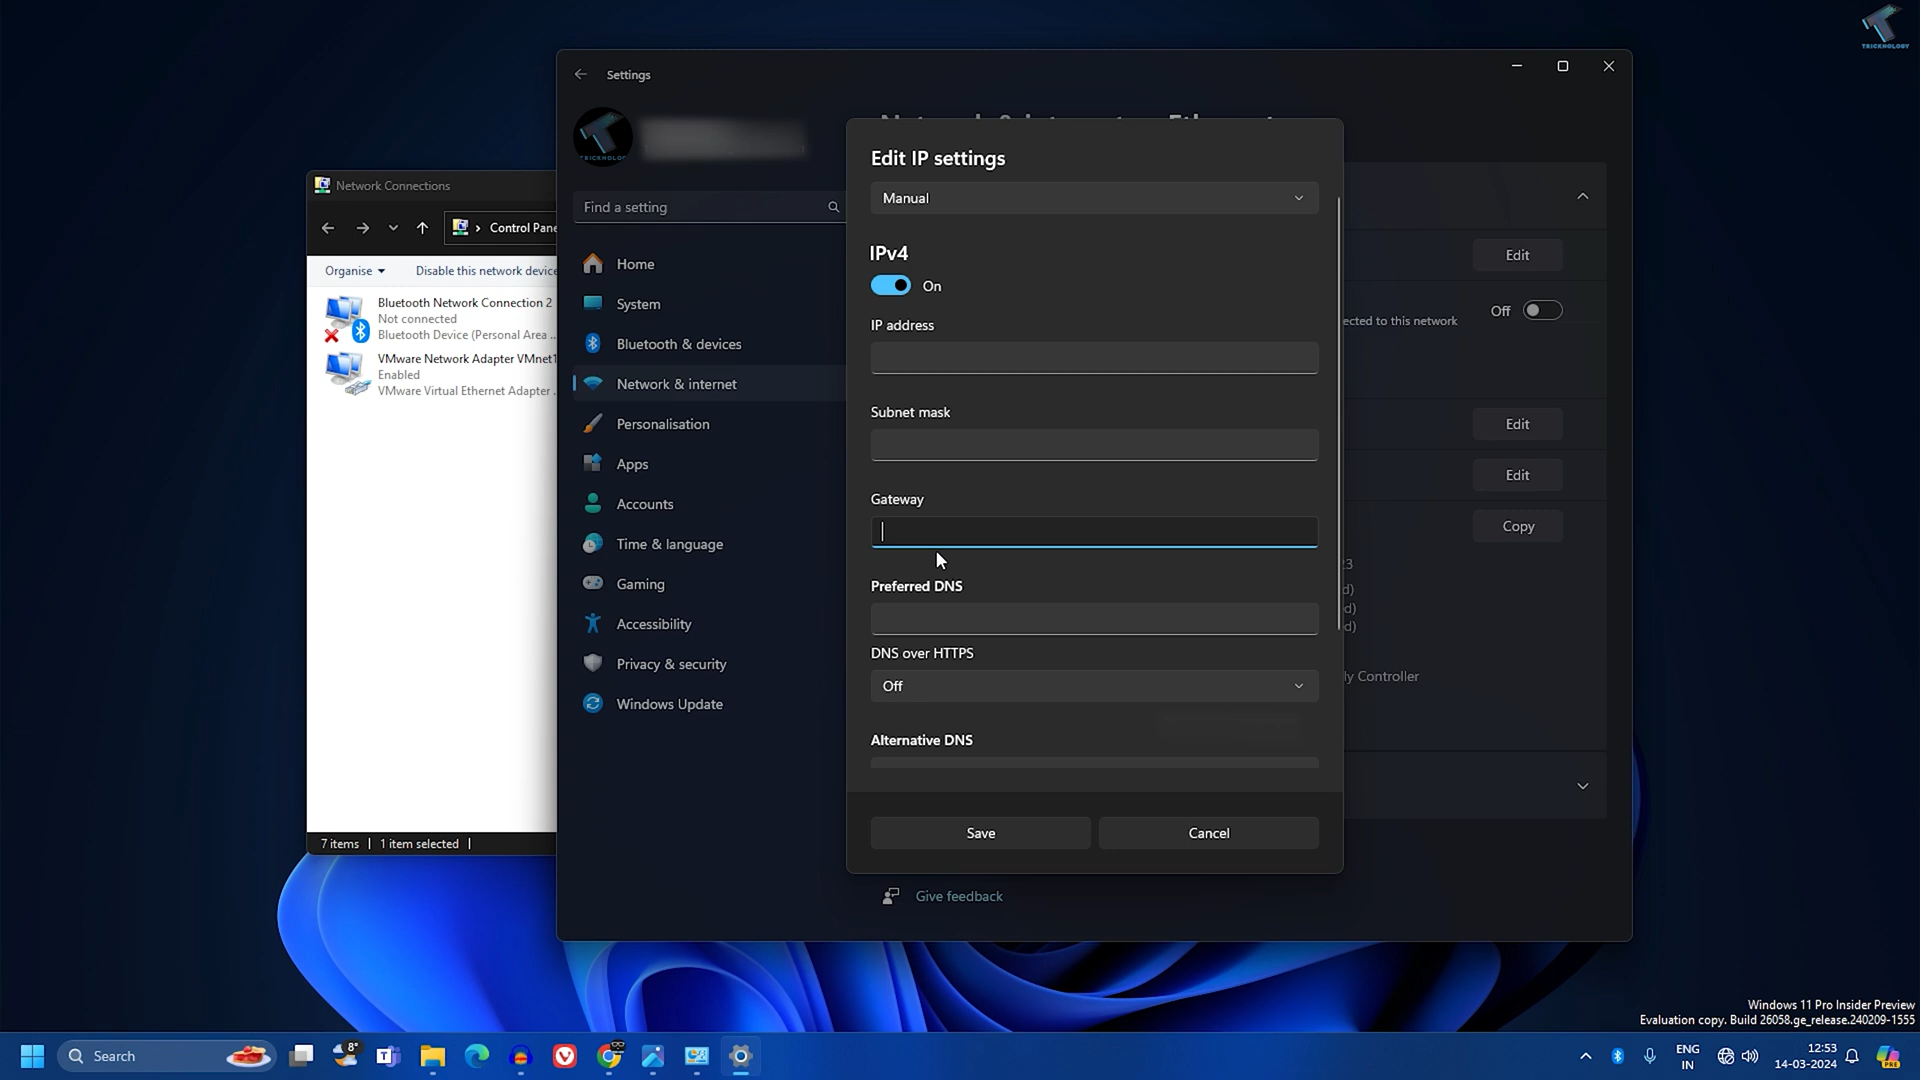 TRICKNOLOGY
Settings
Network Connections
Control Pane
Organise
Disable this network device
Bluetooth Network Connection 2
Not connected
Bluetooth Device (Personal Area ...
VMware Network Adapter VMnet1
Enabled
VMware Virtual Ethernet Adapter ...
7 items
1 item selected
Find a setting
Home
System
Bluetooth & devices
Network & internet
Personalisation
Apps
Accounts
Time & language
Gaming
Accessibility
Privacy & security
Windows Update
Edit IP settings
Manual
IPv4
On
IP address
Subnet mask
Gateway
Preferred DNS
DNS over HTTPS
Off
Alternative DNS
Save
Cancel
Edit
Off
ected to this network
Edit
Edit
Copy
3
d)
d)
d)
ly Controller
Give feedback
Windows 11 Pro Insider Preview
Evaluation copy. Build 26058.ge_release.240209-1555
Search
8°
ENG
IN
12:53
14-03-2024
PRE